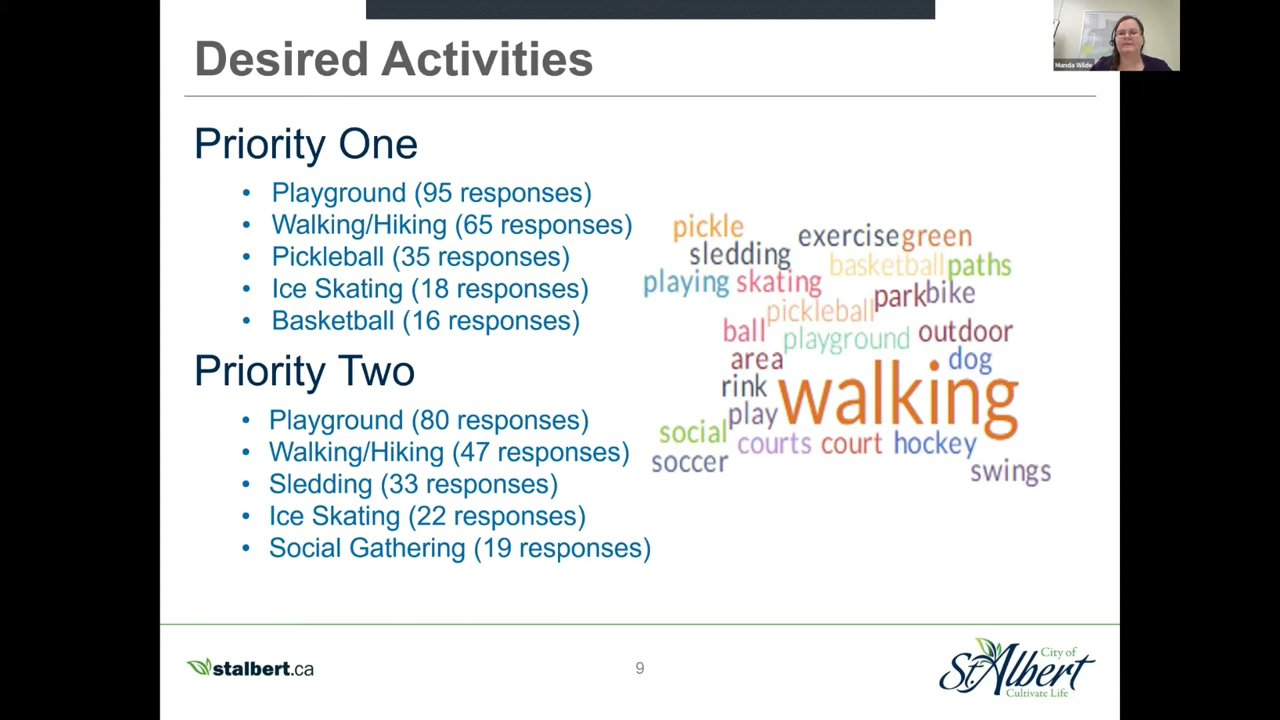 Desired Activities
Manda Wilde
Priority One
• Playground (95 responses)
• Walking/Hiking (65 responses)
• Pickleball (35 responses)
• Ice Skating (18 responses)
• Basketball (16 responses)
Priority Two
• Playground (80 responses)
• Walking/Hiking (47 responses)
• Sledding (33 responses)
• Ice Skating (22 responses)
• Social Gathering (19 responses)
pickle
exercise green
sledding
basketball paths
playing skating
park bike
pickleball
ball playground outdoor
area dog
rink walking
play
social courts court hockey
soccer
swings
stalbert.ca
9
City of
St. Albert
Cultivate Life